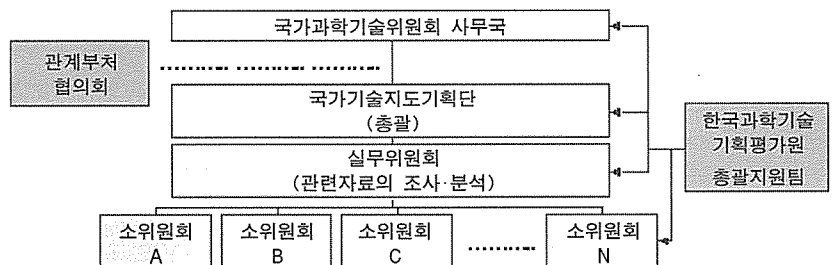 국가과학기술위원회 사무국
관계부처
협의회
국가기술지도기획단
(총괄)
한국과학기술
기획평가원
총괄지원팀
실무위원회
(관련자료의 조사·분석)
소위원회
A
소위원회
B
소위원회
C
소위원회
N